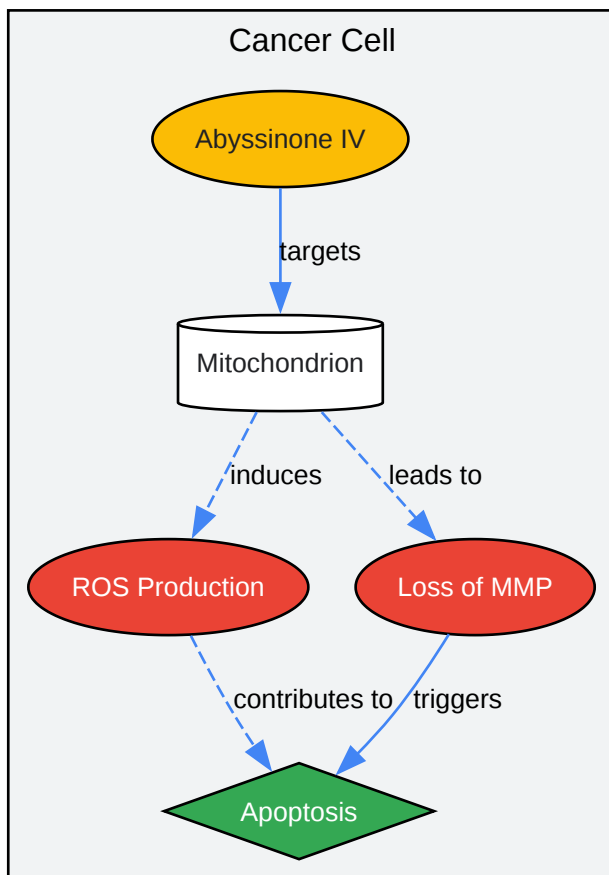 Cancer Cell
Abyssinone IV
targets
Mitochondrion
induces
leads to
ROS Production
Loss of MMP
contributes to
triggers
Apoptosis